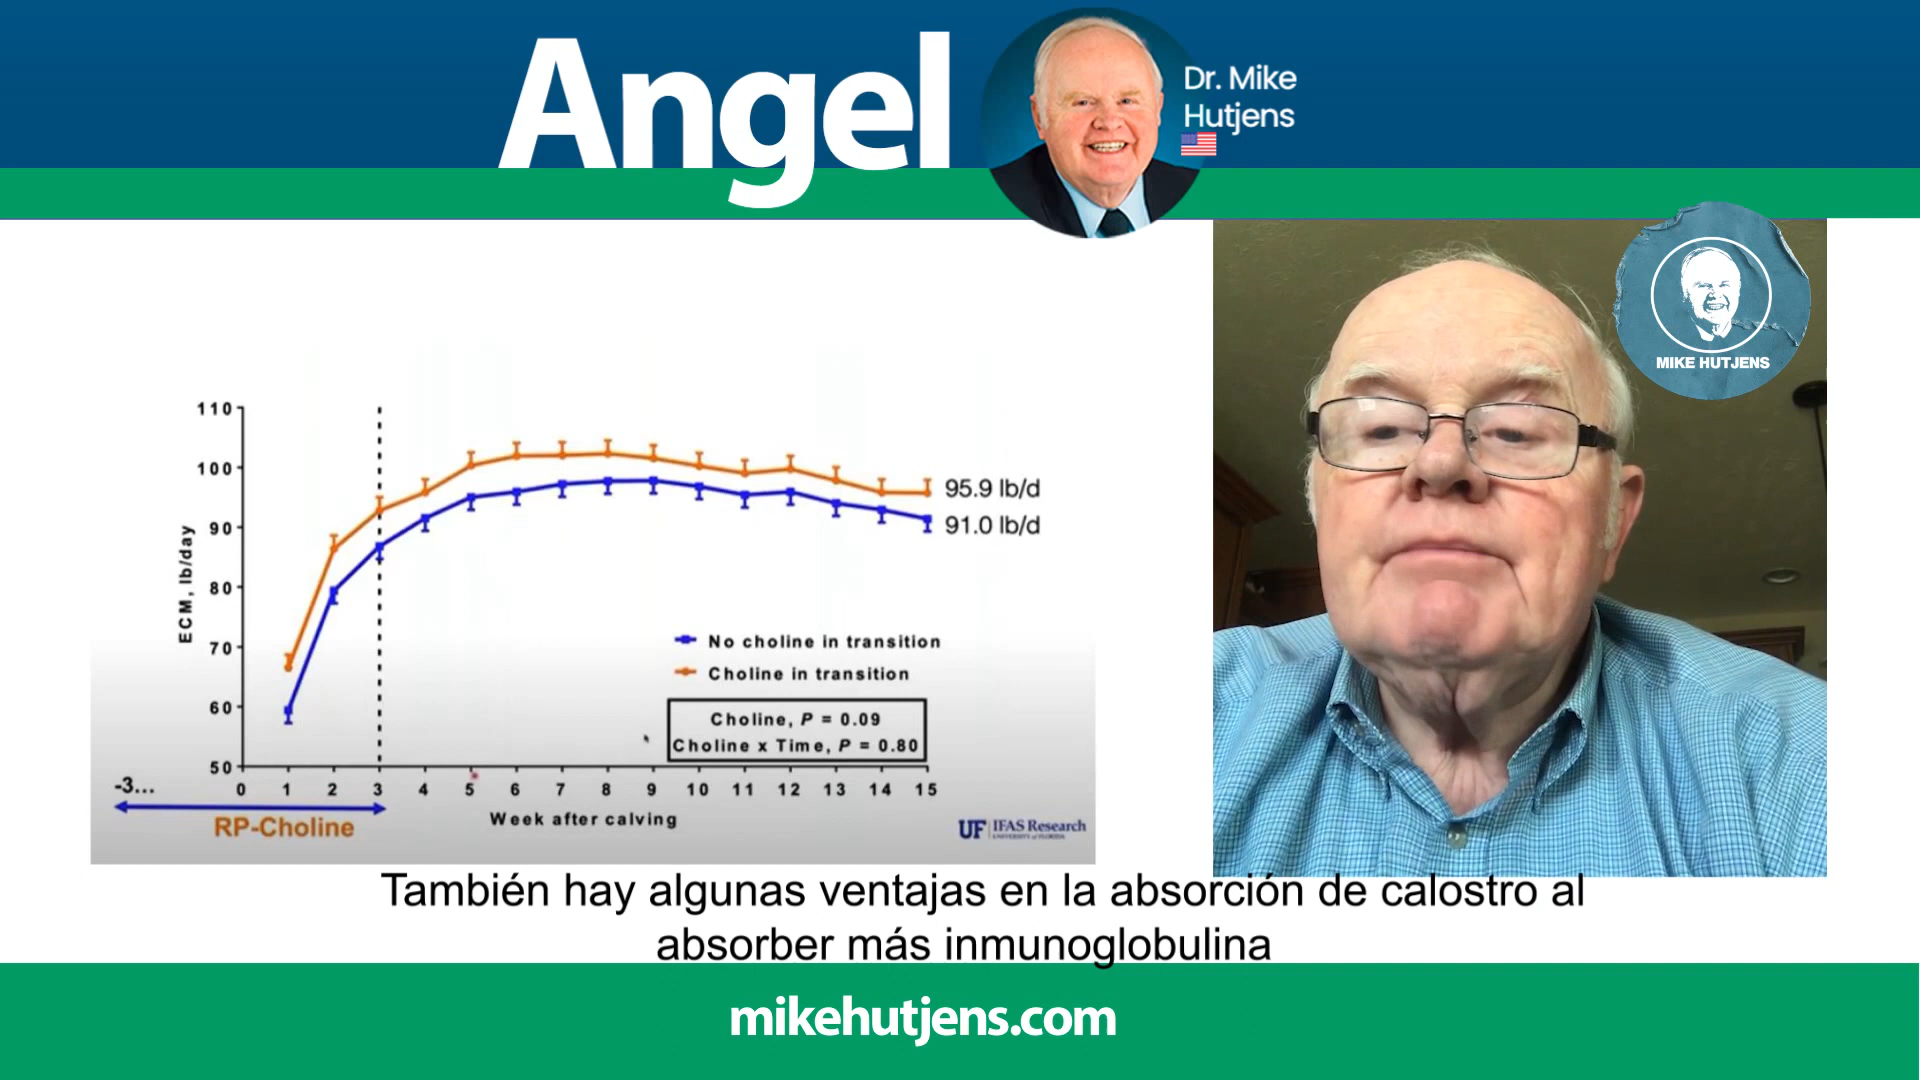 Angel
Dr. Mike
Hutjens
MIKE HUTJENS
110
100
90
80
70
60
50
ECM, lb/day
95.9 lb/d
91.0 lb/d
No choline in transition
Choline in transition
Choline, P = 0.09
Choline x Time, P = 0.80
0 1 2 3 4 5 6 7 8 9 10 11 12 13 14 15
-3...
RP-Choline
Week after calving
UF IFAS Research
UNIVERSITY of FLORIDA
También hay algunas ventajas en la absorción de calostro al
absorber más inmunoglobulina
mikehutjens.com